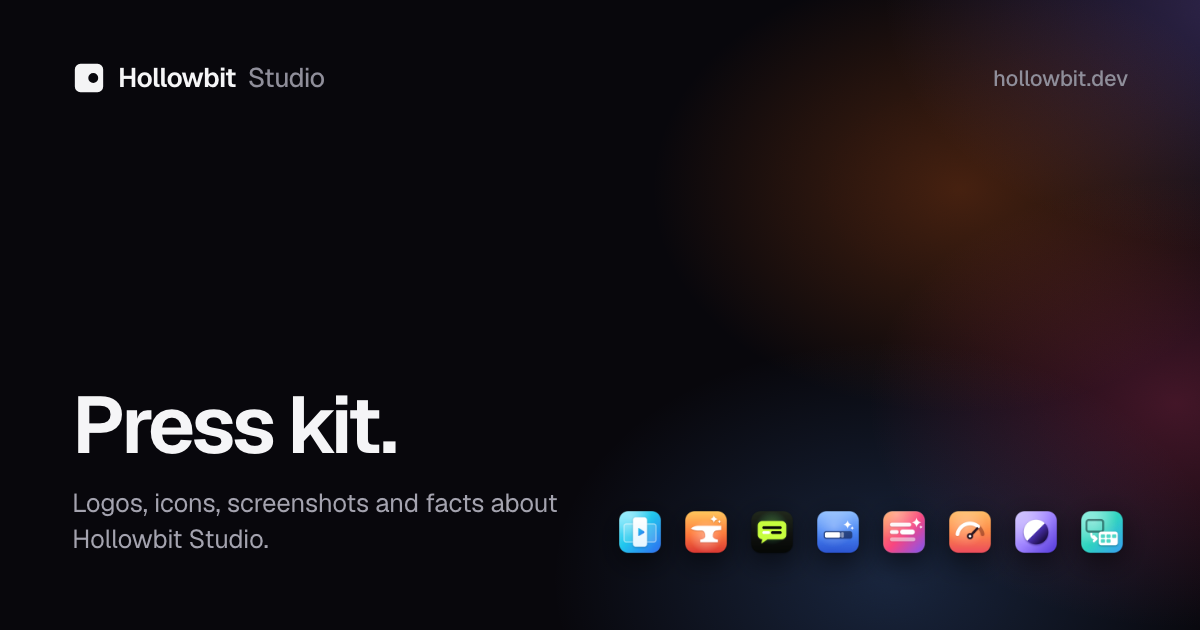 Hollowbit Studio
hollowbit.dev
Press kit.
Logos, icons, screenshots and facts about
Hollowbit Studio.